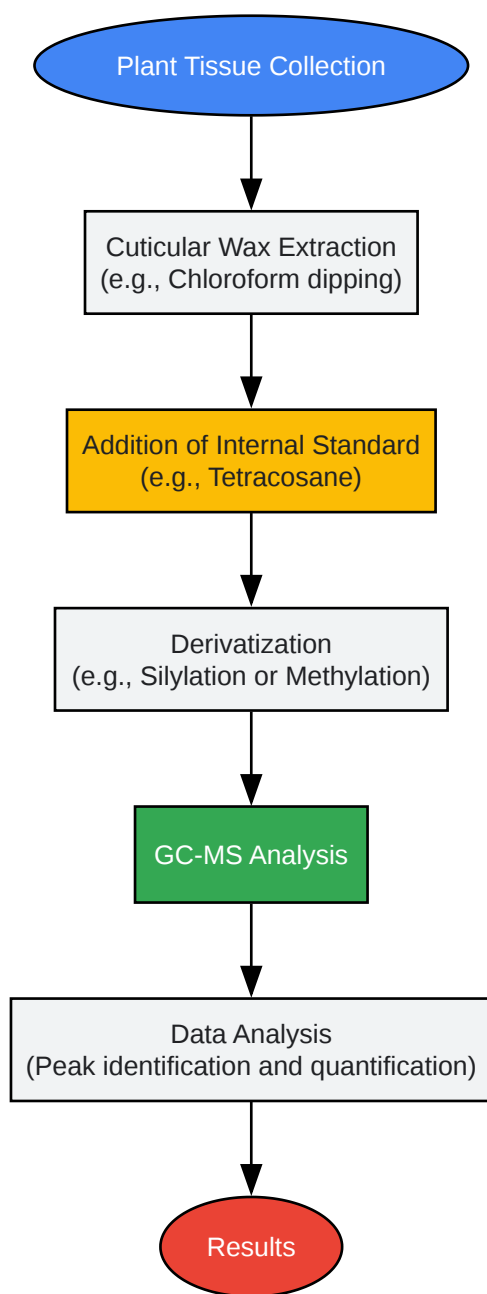 Plant Tissue Collection
Cuticular Wax Extraction
(e.g., Chloroform dipping)
Addition of Internal Standard
(e.g., Tetracosane)
Derivatization
(e.g., Silylation or Methylation)
GC-MS Analysis
Data Analysis
(Peak identification and quantification)
Results